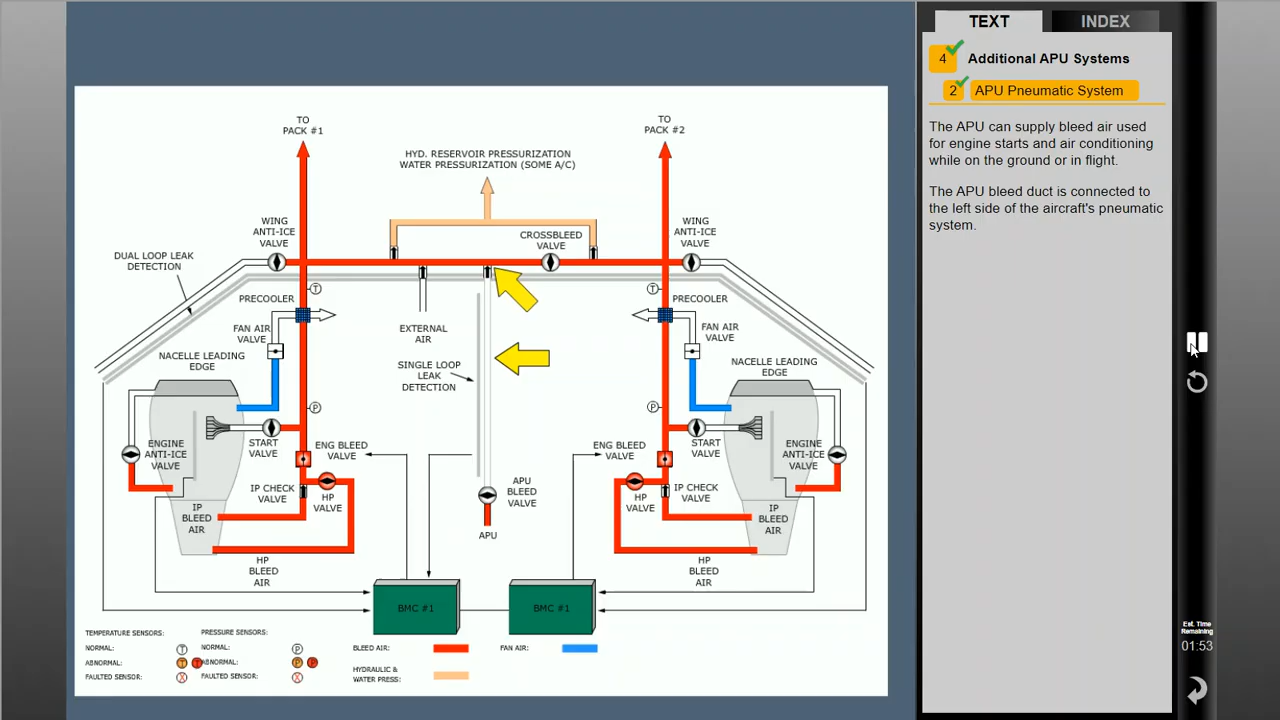 TO
PACK #1
TO
PACK #2
HYD. RESERVOIR PRESSURIZATION
WATER PRESSURIZATION (SOME A/C)
WING
ANTI-ICE
VALVE
CROSSBLEED
VALVE
WING
ANTI-ICE
VALVE
DUAL LOOP LEAK
DETECTION
T
T
PRECOOLER
PRECOOLER
FAN AIR
VALVE
EXTERNAL
AIR
FAN AIR
VALVE
NACELLE LEADING
EDGE
SINGLE LOOP
LEAK
DETECTION
NACELLE LEADING
EDGE
P
P
ENGINE
ANTI-ICE
VALVE
START
VALVE
ENG BLEED
VALVE
ENG BLEED
VALVE
START
VALVE
ENGINE
ANTI-ICE
VALVE
IP CHECK
VALVE
HP
VALVE
APU
BLEED
VALVE
HP
VALVE
IP CHECK
VALVE
IP
BLEED
AIR
IP
BLEED
AIR
APU
HP
BLEED
AIR
HP
BLEED
AIR
BMC #1
BMC #1
TEMPERATURE SENSORS:
NORMAL: T
ABNORMAL: T T
FAULTED SENSOR: X
PRESSURE SENSORS:
NORMAL: P
ABNORMAL: P P
FAULTED SENSOR: X
BLEED AIR:
HYDRAULIC &
WATER PRESS:
FAN AIR:
TEXT
INDEX
4 Additional APU Systems
2 APU Pneumatic System
The APU can supply bleed air used
for engine starts and air conditioning
while on the ground or in flight.
The APU bleed duct is connected to
the left side of the aircraft's pneumatic
system.
Est. Time
Remaining
01:53